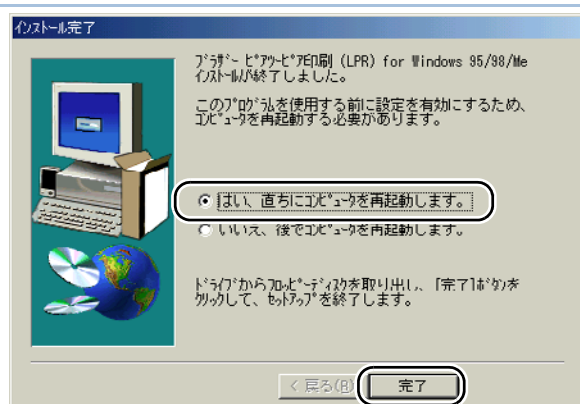 インストール完了
ブラザー ピアツーピア印刷 (LPR) for Windows 95/98/Me
インストールが終了しました。
このプログラムを使用する前に設定を有効にするため、
コンピュータを再起動する必要があります。
はい、直ちにコンピュータを再起動します。
いいえ、後でコンピュータを再起動します。
ドライブからフロッピーディスクを取り出し、「完了」ボタンを
クリックして、セットアップを終了します。
< 戻る(B)
完了